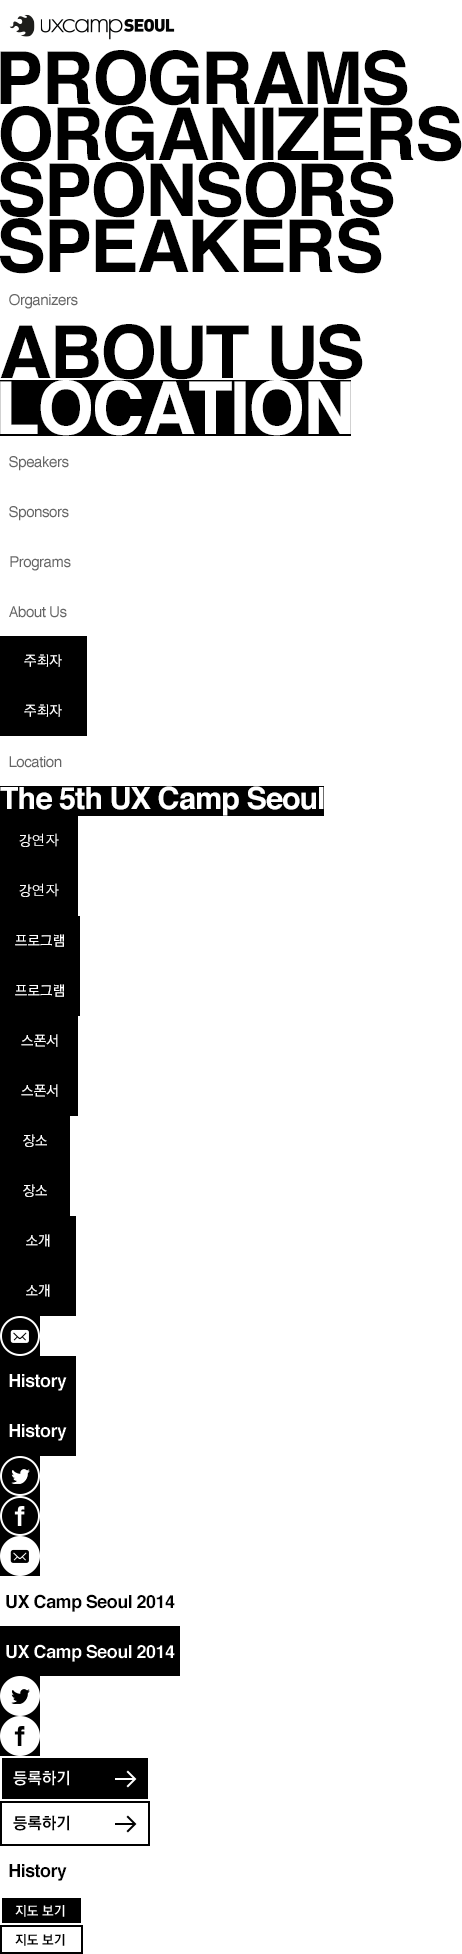 uxcampSEOUL
PROGRAMS
ORGANIZERS
SPONSORS
SPEAKERS
Organizers
ABOUT US
LOCATION
Speakers
Sponsors
Programs
About Us
주최자
주최자
Location
The 5th UX Camp Seoul
강연자
강연자
프로그램
프로그램
스폰서
스폰서
장소
장소
소개
소개
History
History
UX Camp Seoul 2014
UX Camp Seoul 2014
등록하기
등록하기
History
지도 보기
지도 보기